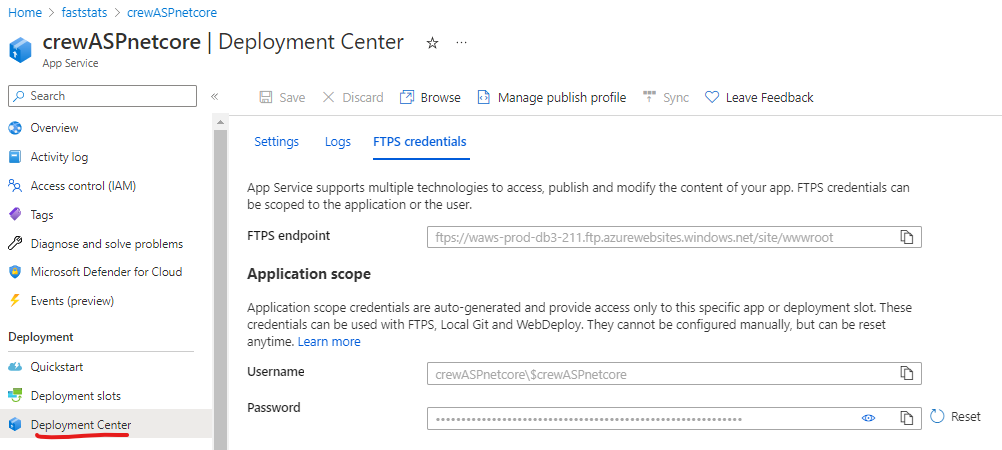 Home > faststats > crewASPnetcore
crewASPnetcore | Deployment Center ☆ ...
App Service
Search «
Save Discard Browse Manage publish profile Sync Leave Feedback
Overview
Activity log
Access control (IAM)
Tags
Diagnose and solve problems
Microsoft Defender for Cloud
Events (preview)
Deployment
Quickstart
Deployment slots
Deployment Center
Settings Logs FTPS credentials
App Service supports multiple technologies to access, publish and modify the content of your app. FTPS credentials can
be scoped to the application or the user.
FTPS endpoint ftps://waws-prod-db3-211.ftp.azurewebsites.windows.net/site/wwwroot
Application scope
Application scope credentials are auto-generated and provide access only to this specific app or deployment slot. These
credentials can be used with FTPS, Local Git and WebDeploy. They cannot be configured manually, but can be reset
anytime. Learn more
Username crewASPnetcore\$crewASPnetcore
Password Reset